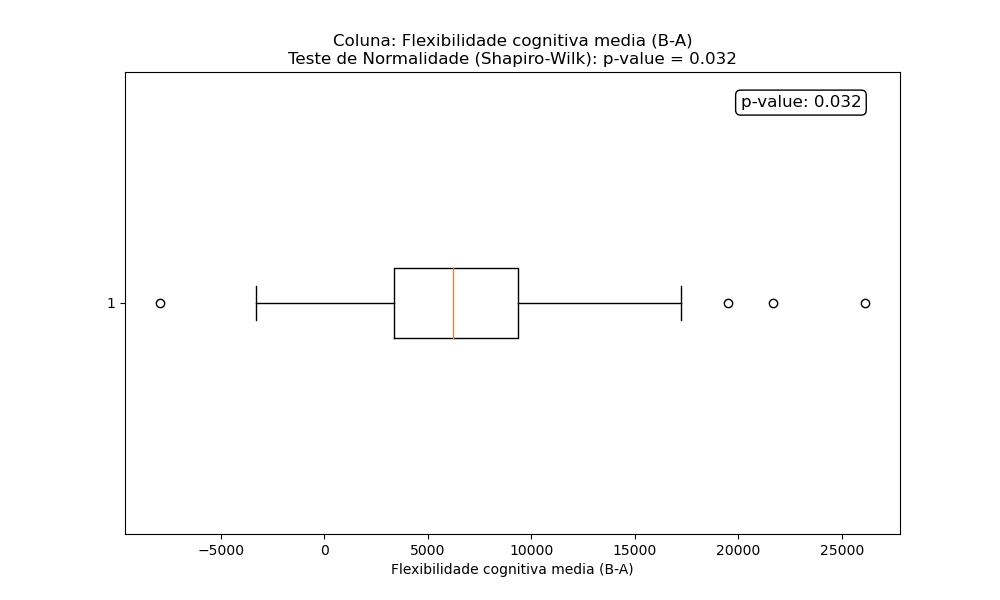 Coluna: Flexibilidade cognitiva media (B-A)
Teste de Normalidade (Shapiro-Wilk): p-value = 0.032
p-value: 0.032
1
−5000 0 5000 10000 15000 20000 25000
Flexibilidade cognitiva media (B-A)